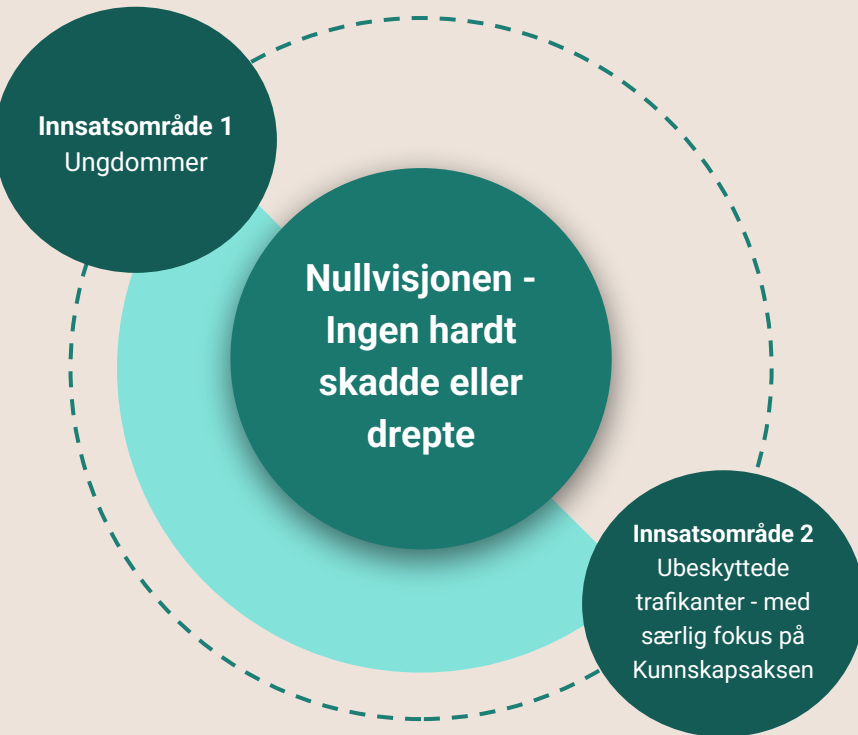 Innsatsområde 1
Ungdommer
Nullvisjonen -
Ingen hardt
skadde eller
drepte
Innsatsområde 2
Ubeskyttede
trafikanter - med
særlig fokus på
Kunnskapsaksen